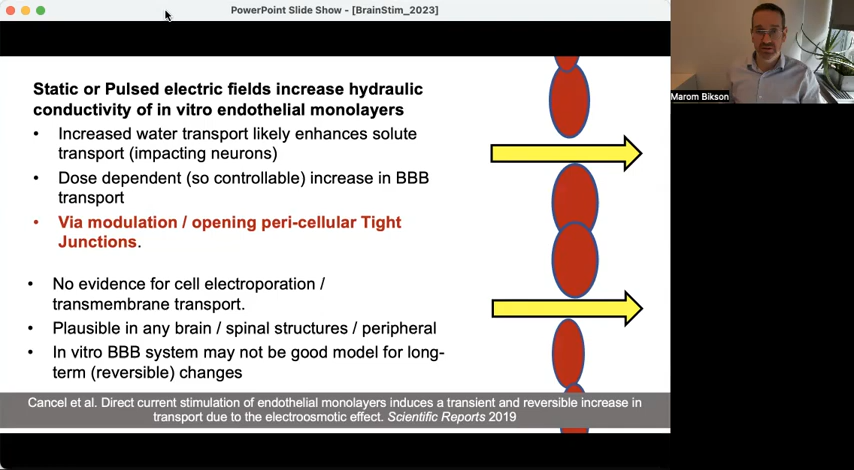 PowerPoint Slide Show - [BrainStim_2023]
Marom Bikson
Static or Pulsed electric fields increase hydraulic
conductivity of in vitro endothelial monolayers
• Increased water transport likely enhances solute
transport (impacting neurons)
• Dose dependent (so controllable) increase in BBB
transport
• Via modulation / opening peri-cellular Tight
Junctions.
• No evidence for cell electroporation /
transmembrane transport.
• Plausible in any brain / spinal structures / peripheral
• In vitro BBB system may not be good model for long-
term (reversible) changes
Cancel et al. Direct current stimulation of endothelial monolayers induces a transient and reversible increase in
transport due to the electroosmotic effect. Scientific Reports 2019